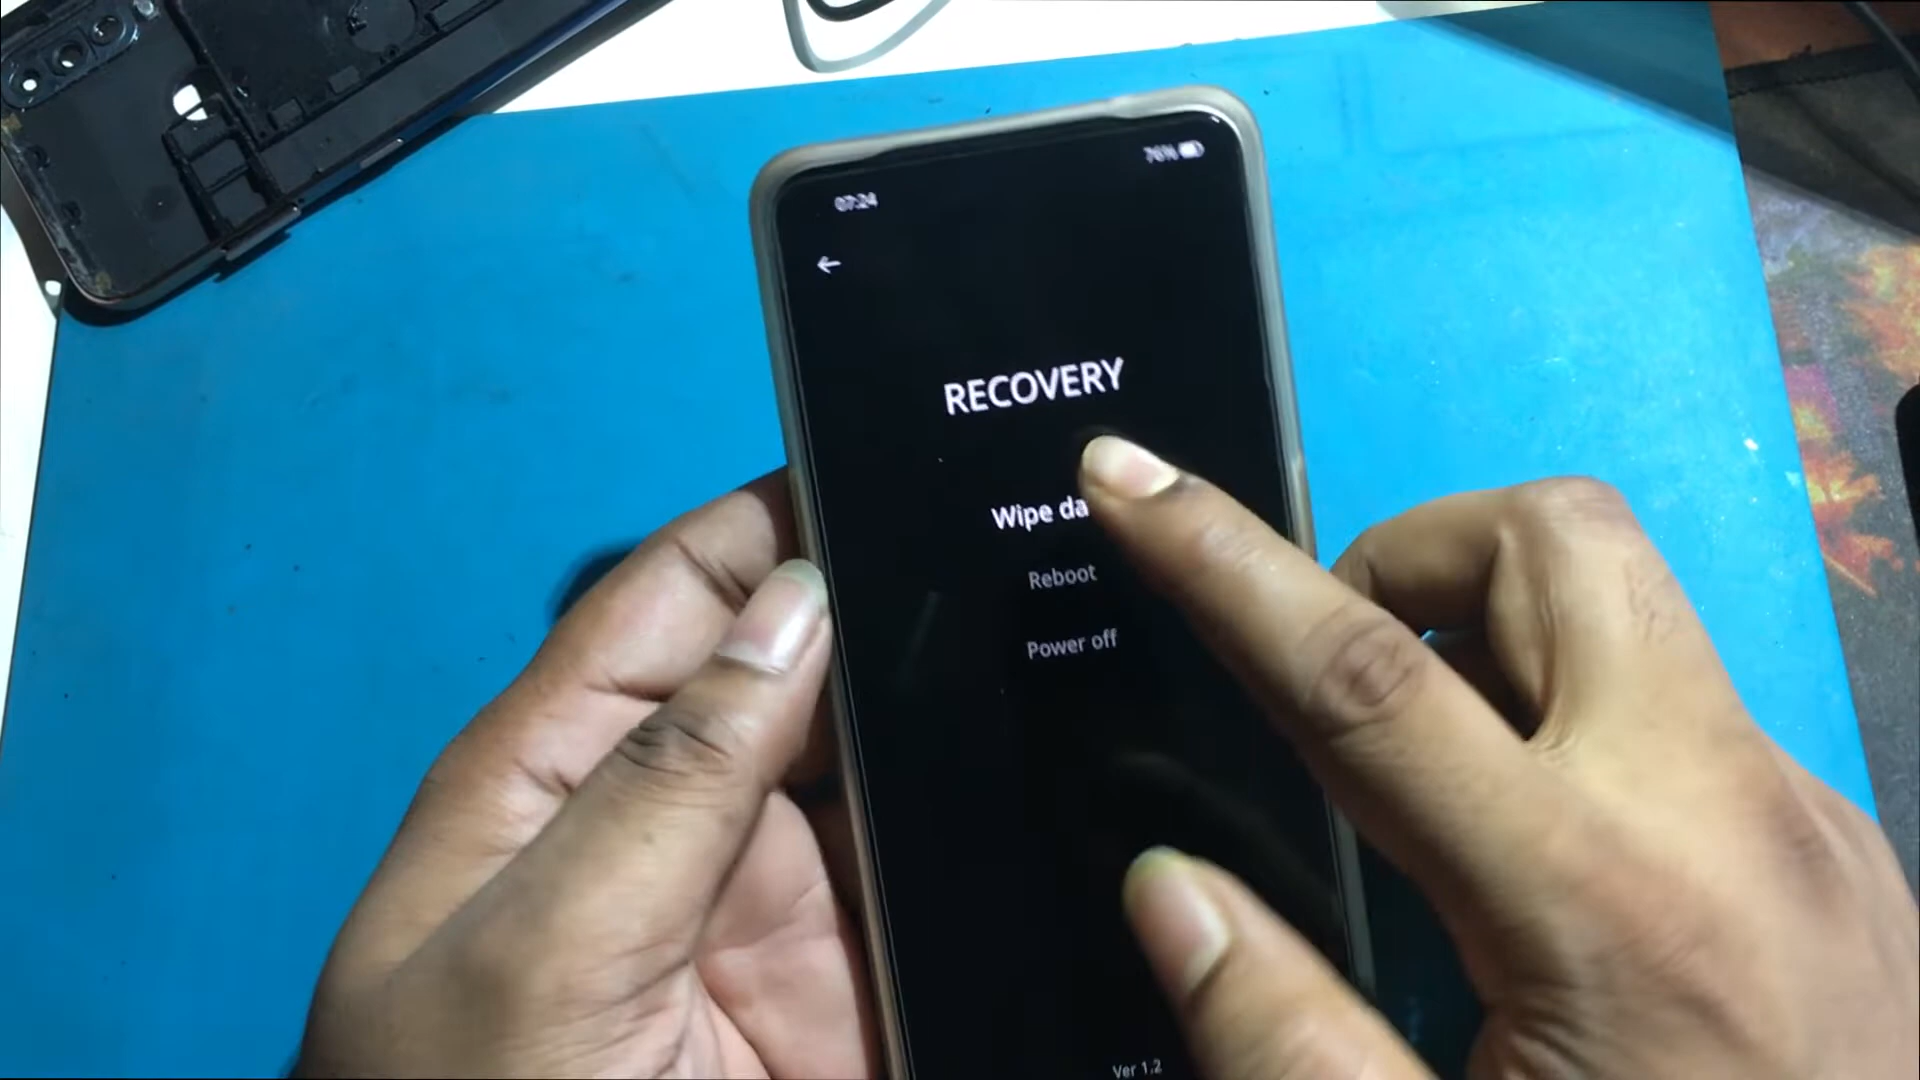 07:24
76%
RECOVERY
Wipe da
Reboot
Power off
Ver 1.2